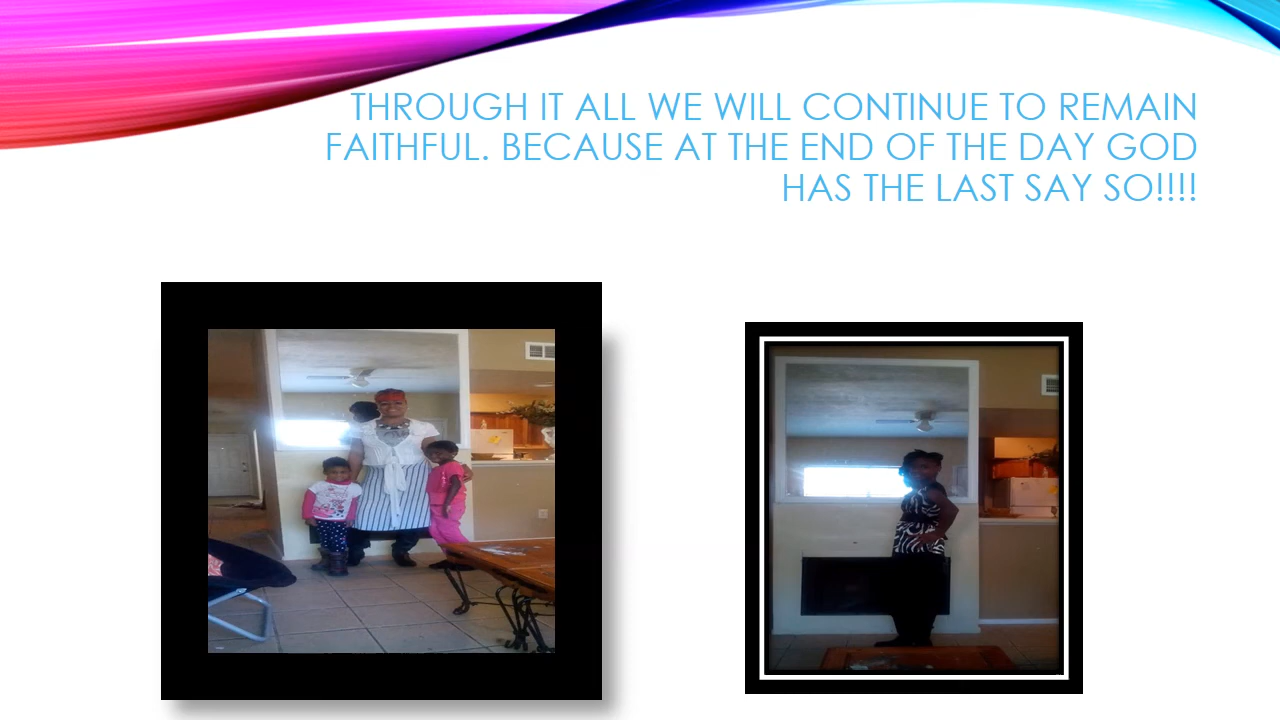 THROUGH IT ALL WE WILL CONTINUE TO REMAIN
FAITHFUL. BECAUSE AT THE END OF THE DAY GOD
HAS THE LAST SAY SO!!!!